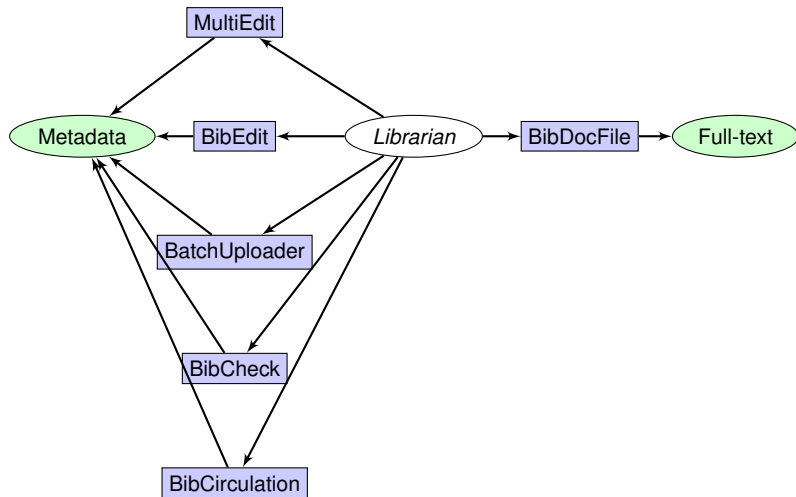 MultiEdit
Metadata
BibEdit
Librarian
BibDocFile
Full-text
BatchUploader
BibCheck
BibCirculation